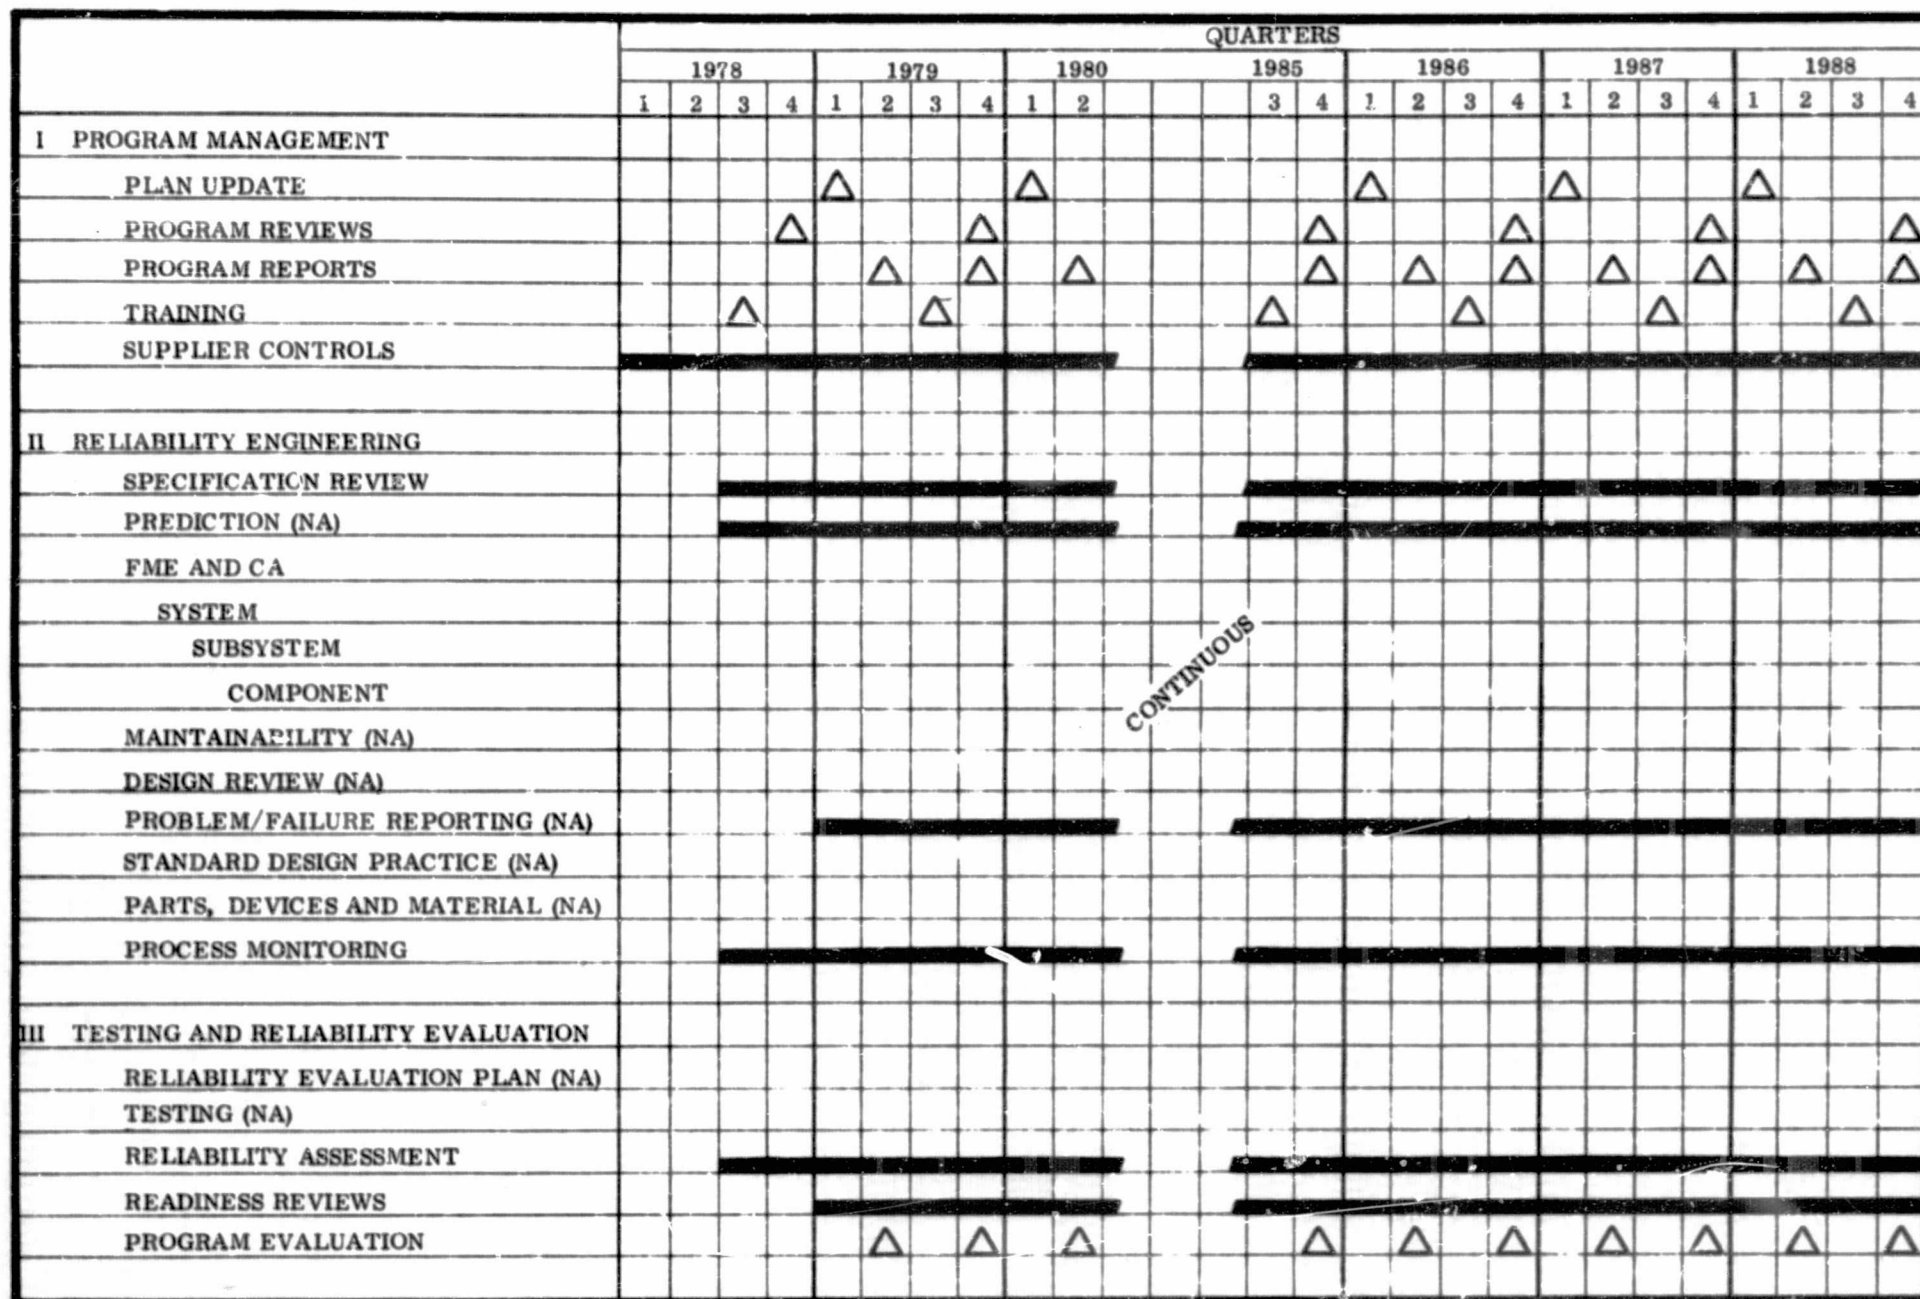 QUARTERS
1978 1979 1980 1985 1986 1987 1988
1 2 3 4 1 2 3 4 1 2 3 4 1 2 3 4 1 2 3 4 1 2 3 4
I PROGRAM MANAGEMENT
PLAN UPDATE
PROGRAM REVIEWS
PROGRAM REPORTS
TRAINING
SUPPLIER CONTROLS
II RELIABILITY ENGINEERING
SPECIFICATION REVIEW
PREDICTION (NA)
FME AND CA
SYSTEM
SUBSYSTEM
COMPONENT
CONTINUOUS
MAINTAINABILITY (NA)
DESIGN REVIEW (NA)
PROBLEM/FAILURE REPORTING (NA)
STANDARD DESIGN PRACTICE (NA)
PARTS, DEVICES AND MATERIAL (NA)
PROCESS MONITORING
III TESTING AND RELIABILITY EVALUATION
RELIABILITY EVALUATION PLAN (NA)
TESTING (NA)
RELIABILITY ASSESSMENT
READINESS REVIEWS
PROGRAM EVALUATION